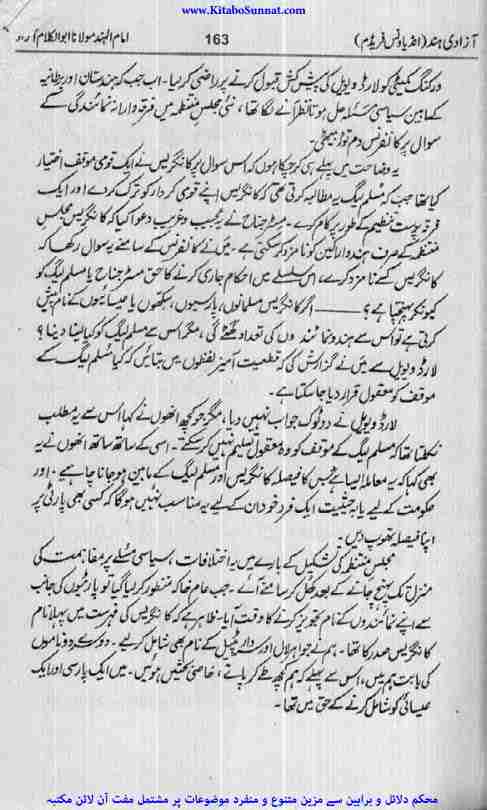 www.KitaboSunnat.com
آزادی ہند (انڈیا ونس فریڈم) 163 امام الہند مولانا ابوالکلام آزاد
ورکنگ کمیٹی کو لارڈ ویویل کی پیش کش قبول کرنے پر راضی کر لیا۔ اب جب کہ ہندستان اور برطانیہ
کے مابین سیاسی مسئلہ حل ہوتا نظر آنے لگا تھا، نئی مجلسِ منتظمہ میں فرقہ وارانہ نمائندگی کے
سوال پر کانفرنس دم توڑ بیٹھی۔
یہ وضاحت میں پہلے ہی کر چکا ہوں کہ اس سوال پر کانگریس نے ایک قومی موقف اختیار
کیا تھا جب کہ مسلم لیگ یہ مطالبہ کرتی تھی کہ کانگریس اپنے قومی کردار کو ترک کر دے اور ایک
فرقہ پرست تنظیم کے طور پر کام کرے۔ مسٹر جناح نے یہ عجیب و غریب دعوا کیا کہ کانگریس مجلس
منتظمہ کے صرف ہندو اراکین کو نامزد کر سکتی ہے۔ میں نے کانفرنس کے سامنے یہ سوال رکھا کہ
کانگریس کسے نامزد کرے، اس سلسلے میں احکام جاری کرنے کا حق مسٹر جناح یا مسلم لیگ کو
کیونکر پہنچتا ہے؟ ——— اگر کانگریس مسلمانوں، پارسیوں، سکھوں یا عیسائیوں کے نام پیش
کرتی ہے تو اس سے ہندو نمائندوں کی تعداد گھٹے گی، مگر اس سے مسلم لیگ کو کیا لینا دینا؟
لارڈ ویویل سے میں نے گزارش کی کہ قطعیت آمیز لفظوں میں بتائیں کہ کیا مسلم لیگ کے
موقف کو معقول قرار دیا جا سکتا ہے۔
لارڈ ویویل نے دو ٹوک جواب نہیں دیا، مگر جو کچھ انھوں نے کہا اس سے یہ مطلب
نکلتا تھا کہ مسلم لیگ کے موقف کو وہ معقول تسلیم نہیں کر سکتے۔ اسی کے ساتھ ساتھ انھوں نے یہ
بھی کہا کہ یہ معاملہ ایسا ہے جس کا فیصلہ کانگریس اور مسلم لیگ کے مابین ہو جانا چاہیے۔ اور
حکومت کے لیے یا بہ حیثیت ایک فرد خود ان کے لیے یہ مناسب نہیں ہوگا کہ کسی بھی پارٹی پر
اپنا فیصلہ تھوپ دیں۔
مجلسِ منتظمہ کی تشکیل کے بارے میں یہ اختلافات، سیاسی مسئلے پر مفاہمت کی
منزل تک پہنچ جانے کے بعد کھل کر سامنے آئے۔ جب عام خاکہ منظور کر لیا گیا تو پارٹیوں کی جانب
سے اپنے نمائندوں کے نام تجویز کرنے کا وقت آیا۔ ظاہر ہے کہ کانگریس کی فہرست میں پہلا نام
کانگریس صدر کا تھا۔ ہم نے جواہر لال اور سردار پٹیل کے نام بھی شامل کر لیے۔ دوسرے دو ناموں
کی بابت ہم میں، اس سے پہلے کہ ہم کچھ طے کر پاتے، خاصی بحثیں ہوئیں۔ میں ایک پارسی اور ایک
عیسائی کو شامل کرنے کے حق میں تھا۔
محکم دلائل و براہین سے مزین متنوع و منفرد موضوعات پر مشتمل مفت آن لائن مکتبہ